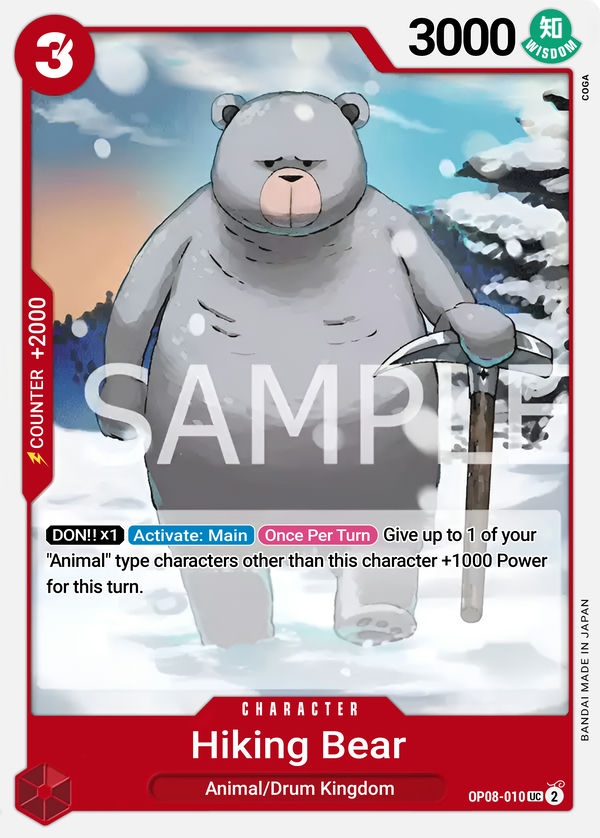 3
3000
知
WISDOM
COGA
COUNTER +2000
SAMPLE
DON!! x1 Activate: Main Once Per Turn Give up to 1 of your
"Animal" type characters other than this character +1000 Power
for this turn.
BANDAI MADE IN JAPAN
CHARACTER
Hiking Bear
Animal/Drum Kingdom
OP08-010 UC 2